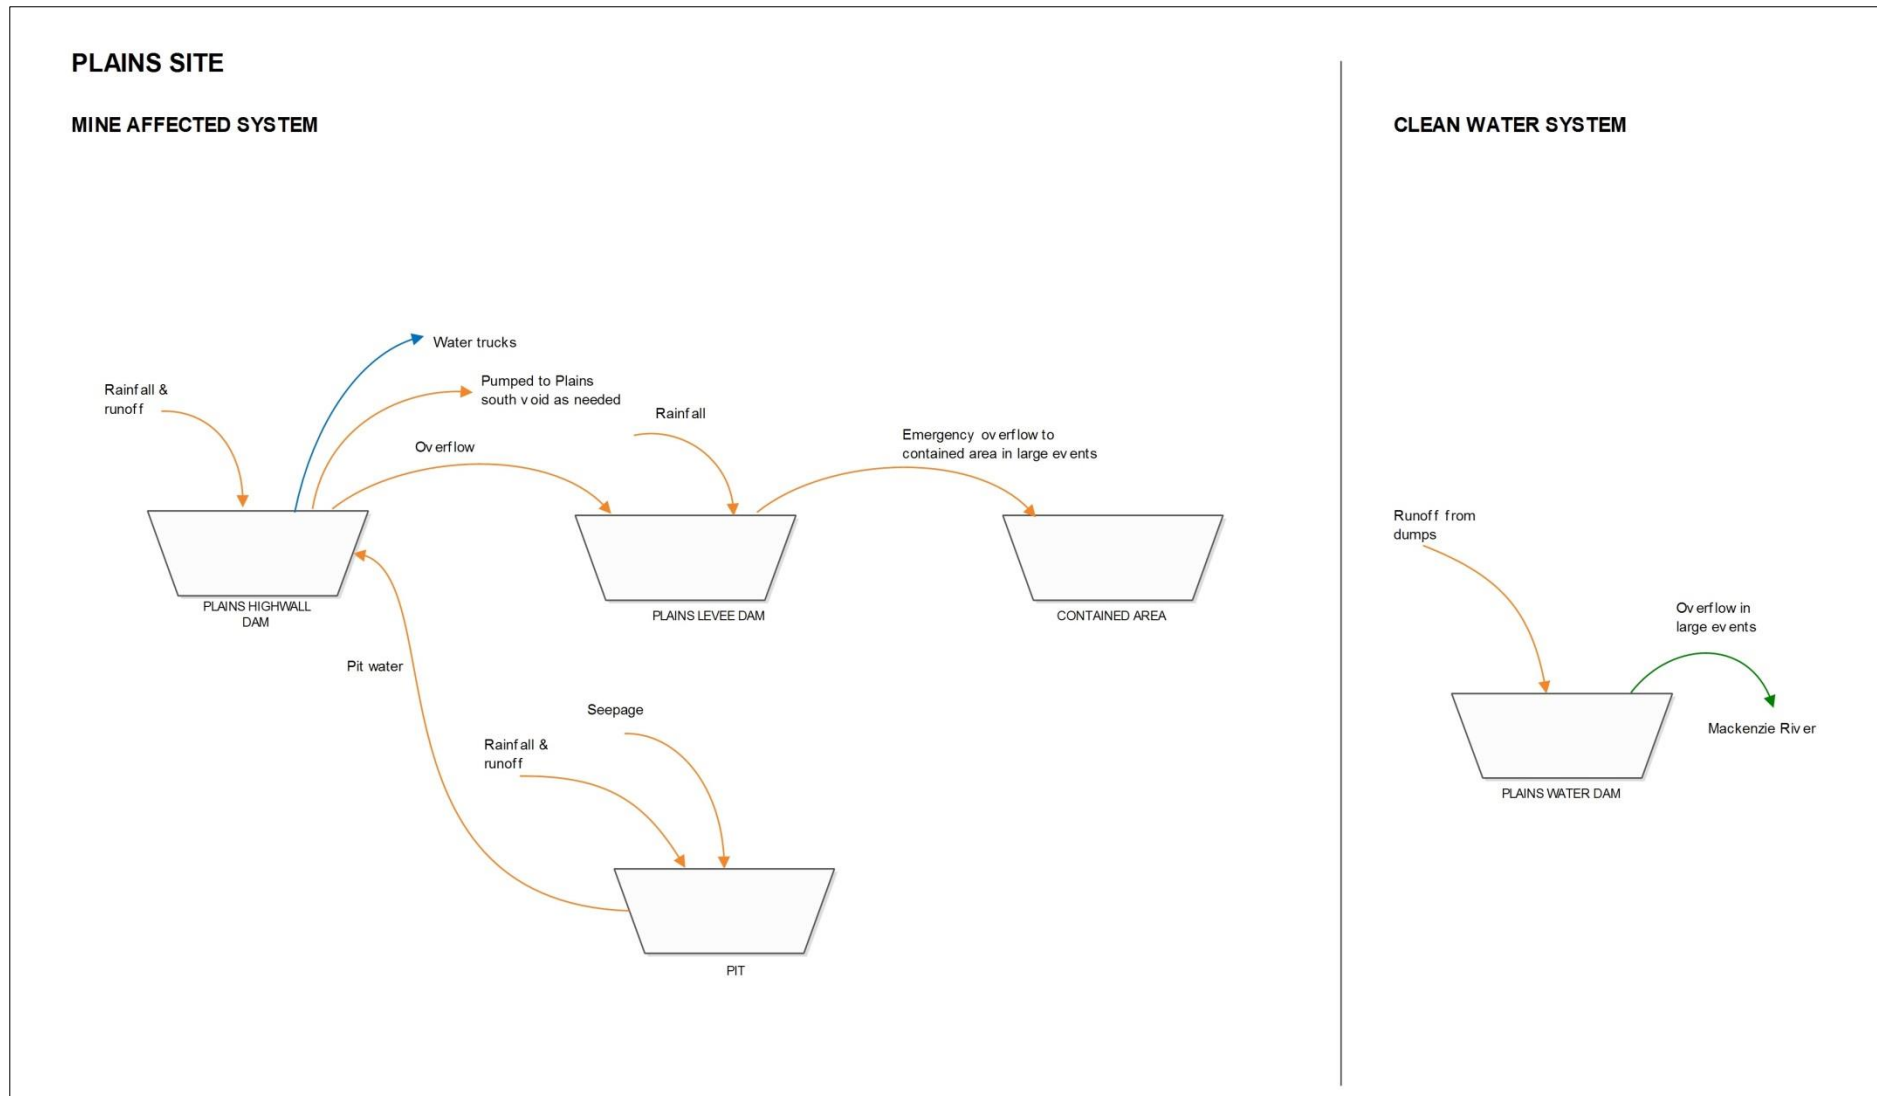 PLAINS SITE
MINE AFFECTED SYSTEM
CLEAN WATER SYSTEM
Water trucks
Rainfall &
runoff
Pumped to Plains
south void as needed
Rainfall
Overflow
Emergency overflow to
contained area in large events
PLAINS HIGHWALL
DAM
PLAINS LEVEE DAM
CONTAINED AREA
Pit water
Seepage
Rainfall &
runoff
PIT
Runoff from
dumps
Overflow in
large events
Mackenzie River
PLAINS WATER DAM